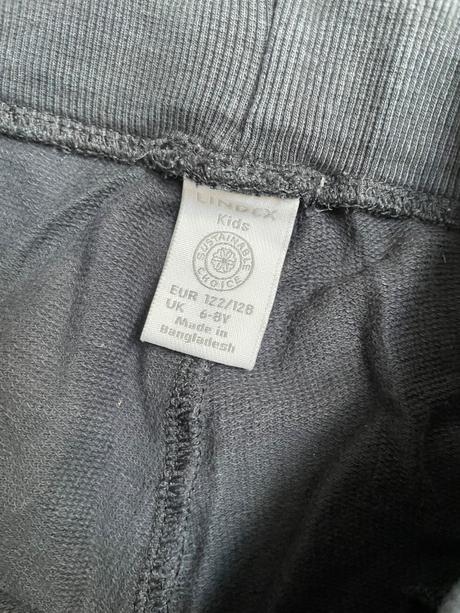 LINDEX
Kids
SUSTAINABLE
CHOICE
EUR 122/128
UK 6-8Y
Made in
Bangladesh